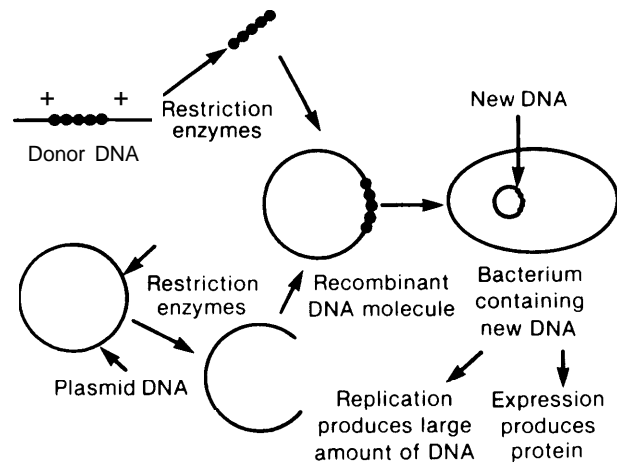 + +
Donor DNA
Restriction
enzymes
New DNA
Plasmid DNA
Restriction
enzymes
Recombinant
DNA molecule
Bacterium
containing
new DNA
Replication
produces large
amount of DNA
Expression
produces
protein